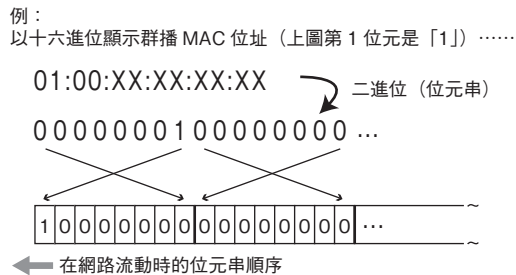 例：
以十六進位顯示群播 MAC 位址（上圖第 1 位元是「1」）……
01:00:XX:XX:XX:XX
二進位（位元串）
0000000100000000 …
1000000000000000 …
在網路流動時的位元串順序